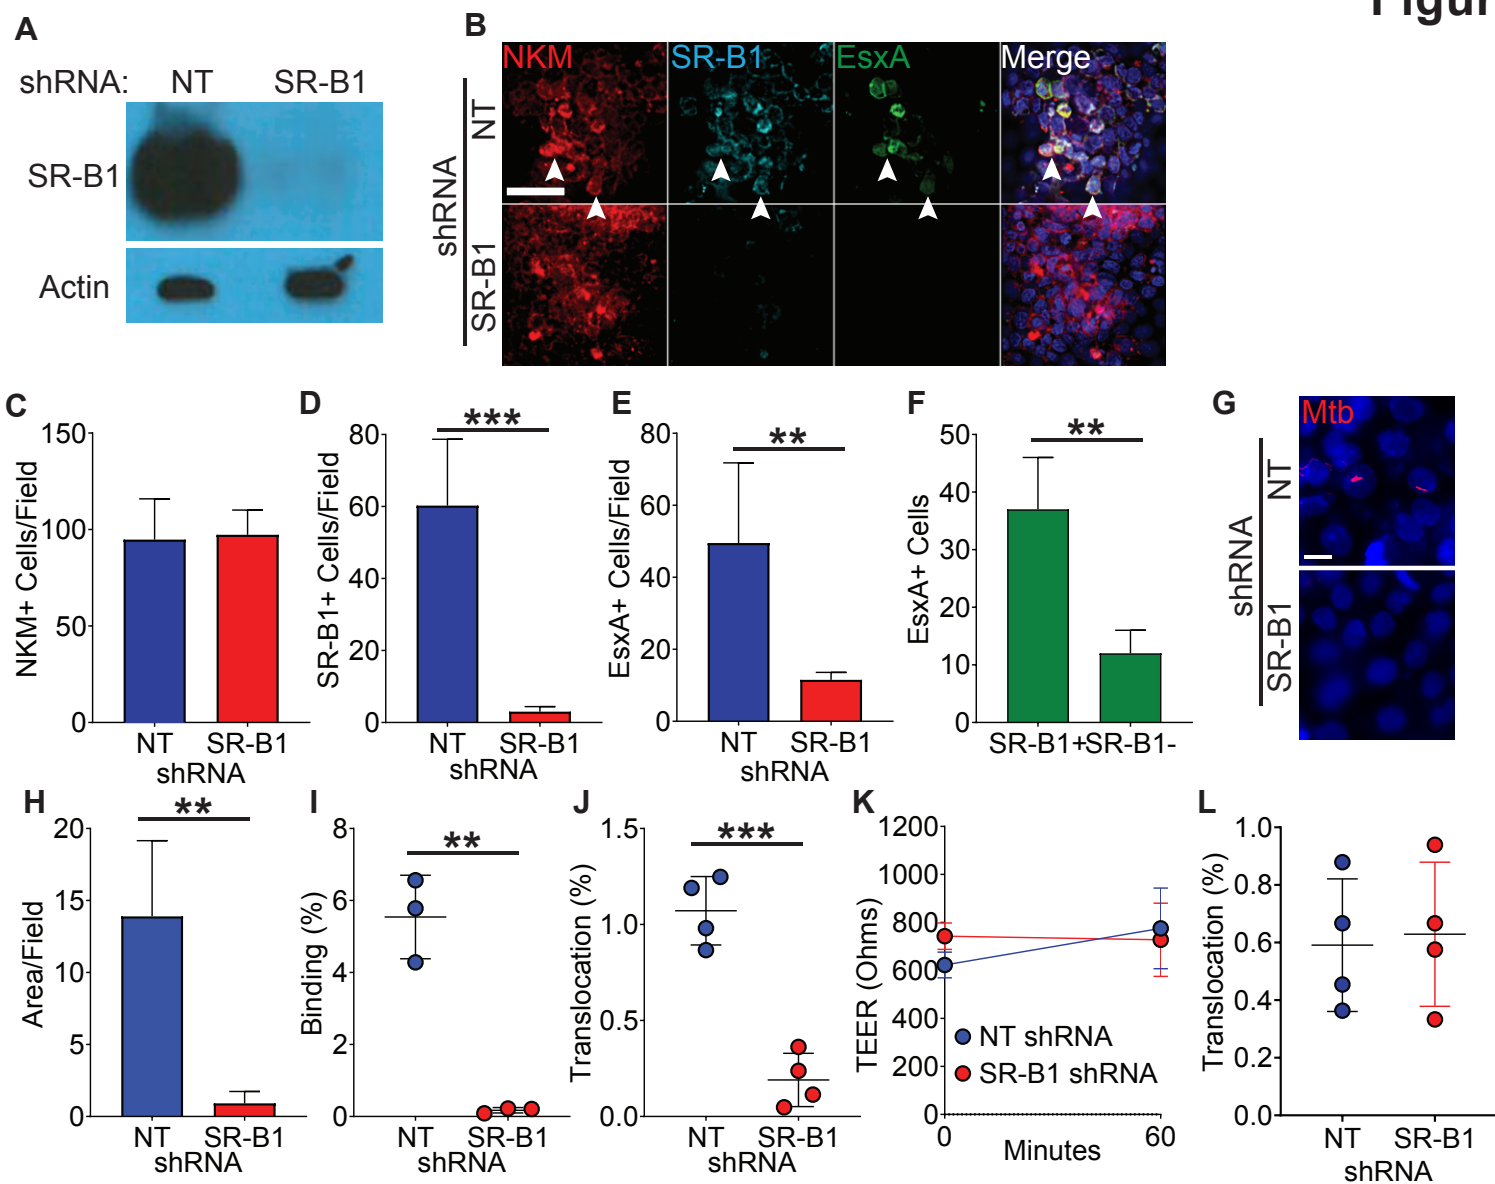 Figur
A
shRNA: NT SR-B1
SR-B1
Actin
B
NKM SR-B1 EsxA Merge
shRNA
NT
SR-B1
C
NKM+ Cells/Field
150
100
50
0
NT SR-B1
shRNA
D
***
SR-B1+ Cells/Field
80
60
40
20
0
NT SR-B1
shRNA
E
**
EsxA+ Cells/Field
80
60
40
20
0
NT SR-B1
shRNA
F
**
EsxA+ Cells
50
40
30
20
10
0
SR-B1+SR-B1-
G
Mtb
shRNA
NT
SR-B1
H
**
Area/Field
20
15
10
5
0
NT SR-B1
shRNA
I
**
Binding (%)
8
6
4
2
0
NT SR-B1
shRNA
J
***
Translocation (%)
1.5
1.0
0.5
0.0
NT SR-B1
shRNA
K
TEER (Ohms)
1200
1000
800
600
400
200
0
NT shRNA
SR-B1 shRNA
0 60
Minutes
L
Translocation (%)
1.0
0.8
0.6
0.4
0.2
0.0
NT SR-B1
shRNA